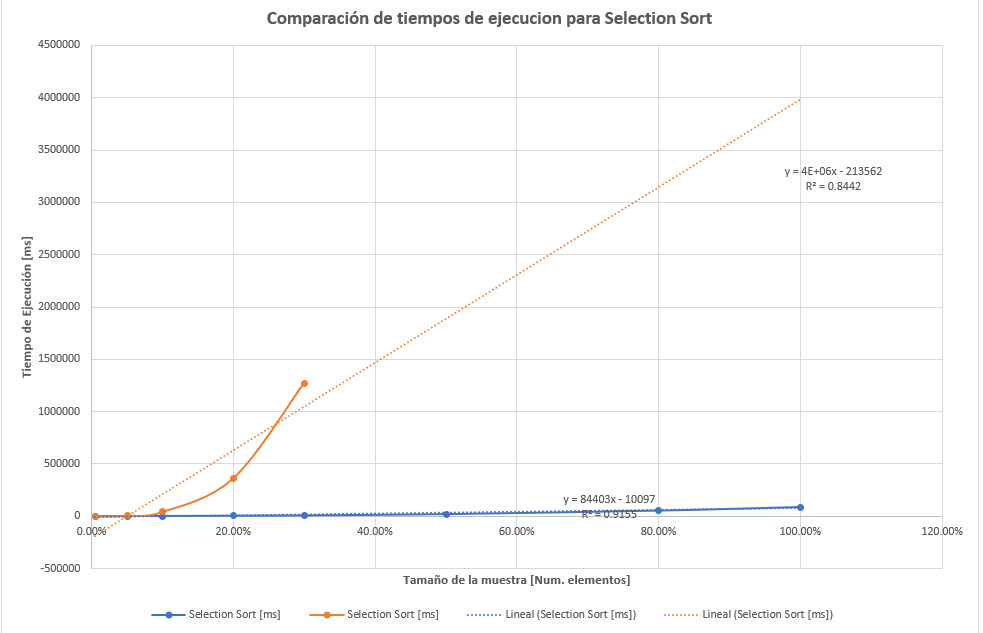 Comparación de tiempos de ejecucion para Selection Sort
4500000
4000000
3500000
3000000
2500000
2000000
1500000
1000000
500000
0
-500000
Tiempo de Ejecución [ms]
y = 4E+06x - 213562
R² = 0.8442
y = 84403x - 10097
R² = 0.9155
0.00% 20.00% 40.00% 60.00% 80.00% 100.00% 120.00%
Tamaño de la muestra [Num. elementos]
Selection Sort [ms] Selection Sort [ms] Lineal (Selection Sort [ms]) Lineal (Selection Sort [ms])